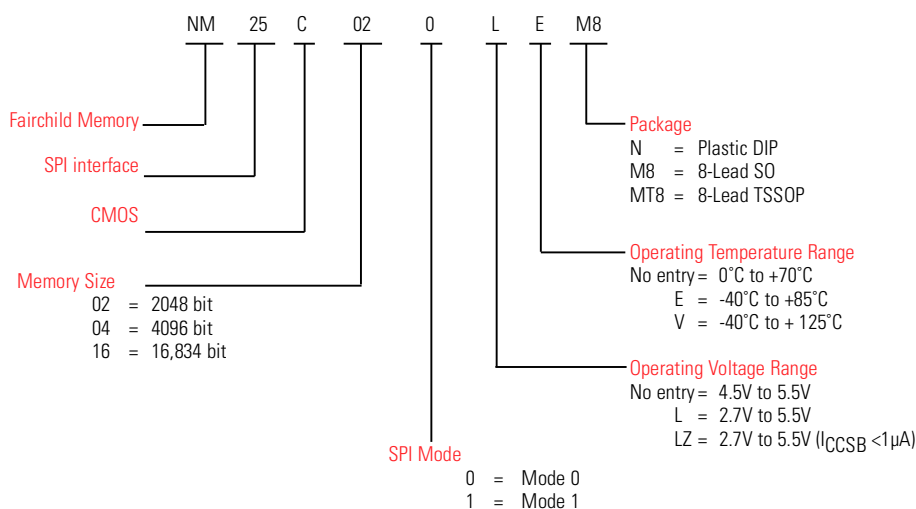 NM 25 C 02 0 L E M8
Fairchild Memory
SPI interface
CMOS
Memory Size
02 = 2048 bit
04 = 4096 bit
16 = 16,834 bit
SPI Mode
0 = Mode 0
1 = Mode 1
Package
N = Plastic DIP
M8 = 8-Lead SO
MT8 = 8-Lead TSSOP
Operating Temperature Range
No entry = 0˚C to +70˚C
E = -40˚C to +85˚C
V = -40˚C to + 125˚C
Operating Voltage Range
No entry = 4.5V to 5.5V
L = 2.7V to 5.5V
LZ = 2.7V to 5.5V (ICCSB <1µA)